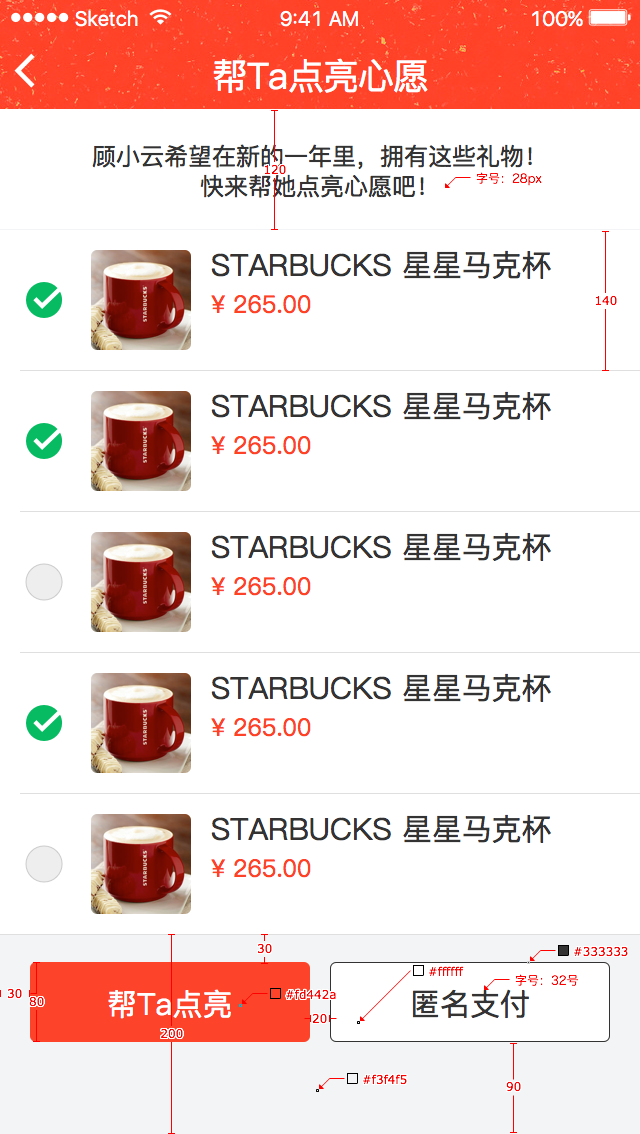 Sketch
9:41 AM
100%
帮Ta点亮心愿
顾小云希望在新的一年里，拥有这些礼物！
120
快来帮她点亮心愿吧！
字号：28px
STARBUCKS 星星马克杯
¥ 265.00
140
STARBUCKS
STARBUCKS 星星马克杯
¥ 265.00
STARBUCKS
STARBUCKS 星星马克杯
¥ 265.00
STARBUCKS
STARBUCKS 星星马克杯
¥ 265.00
STARBUCKS
STARBUCKS 星星马克杯
¥ 265.00
STARBUCKS
30
#333333
#ffffff
字号：32号
30
80
帮Ta点亮
#fd442a
20
匿名支付
200
#f3f4f5
90